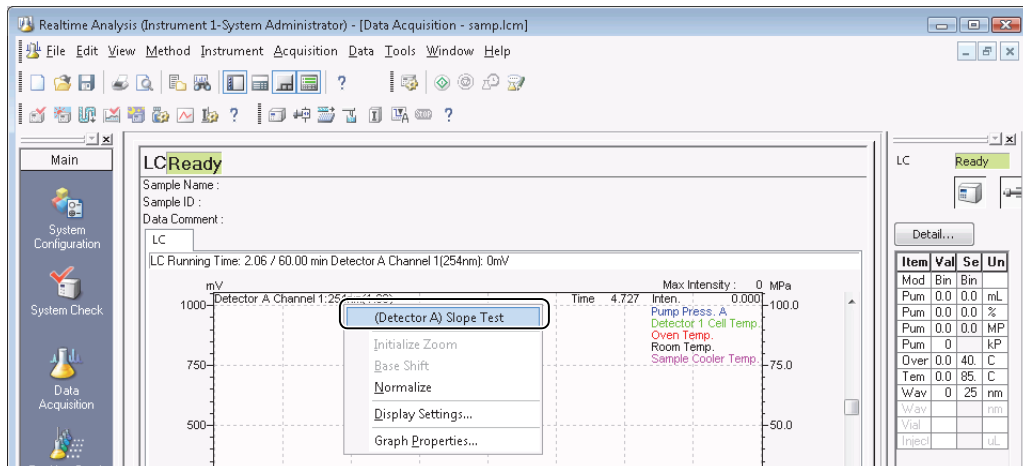 Realtime Analysis (Instrument 1-System Administrator) - [Data Acquisition - samp.lcm]
File Edit View Method Instrument Acquisition Data Tools Window Help
Main
System
Configuration
System Check
Data
Acquisition
LC Ready
Sample Name :
Sample ID :
Data Comment :
LC
LC Running Time: 2.06 / 60.00 min Detector A Channel 1(254nm): 0mV
mV
Max Intensity : 0 MPa
Detector A Channel 1:254nm(1.00) Time 4.727 Inten. 0.000
1000
100.0
Pump Press. A
Detector 1 Cell Temp.
Oven Temp.
Room Temp.
Sample Cooler Temp.
750
75.0
500
50.0
(Detector A) Slope Test
Initialize Zoom
Base Shift
Normalize
Display Settings...
Graph Properties...
LC Ready
Detail...
Item Val Se Un
Mod Bin Bin
Pum 0.0 0.0 mL
Pum 0.0 0.0 %
Pum 0.0 0.0 MP
Pum 0 kP
Over 0.0 40. C
Tem 0.0 85. C
Wav 0 25 nm
Wav nm
Vial
Inject uL